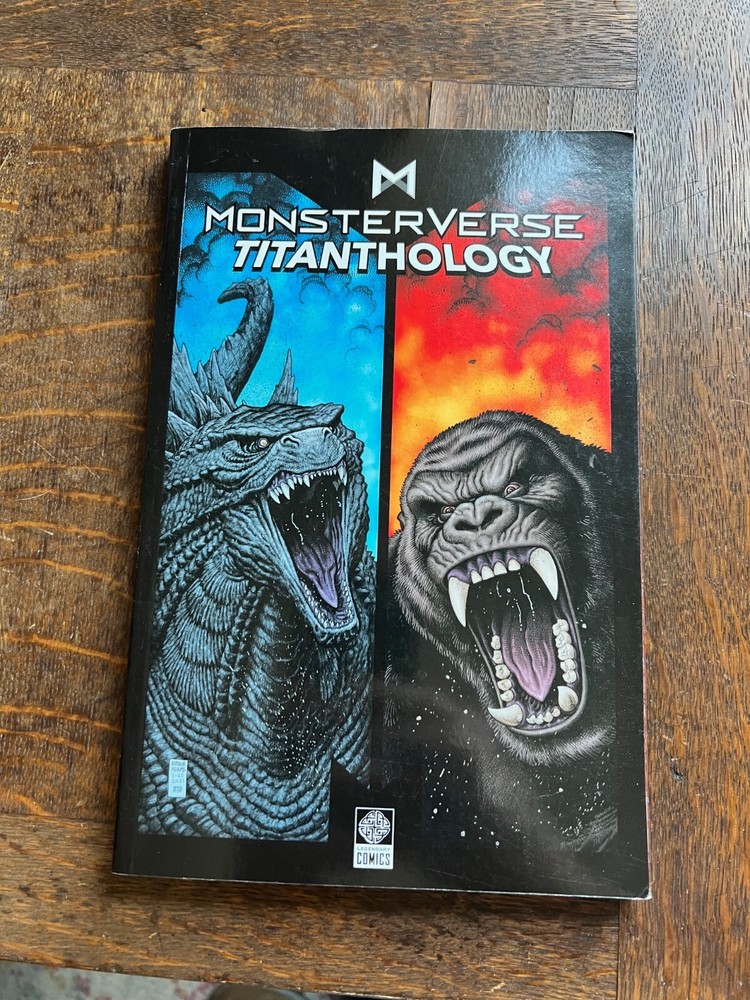 M
MONSTERVERSE
TITANTHOLOGY
LEGENDARY
COMICS